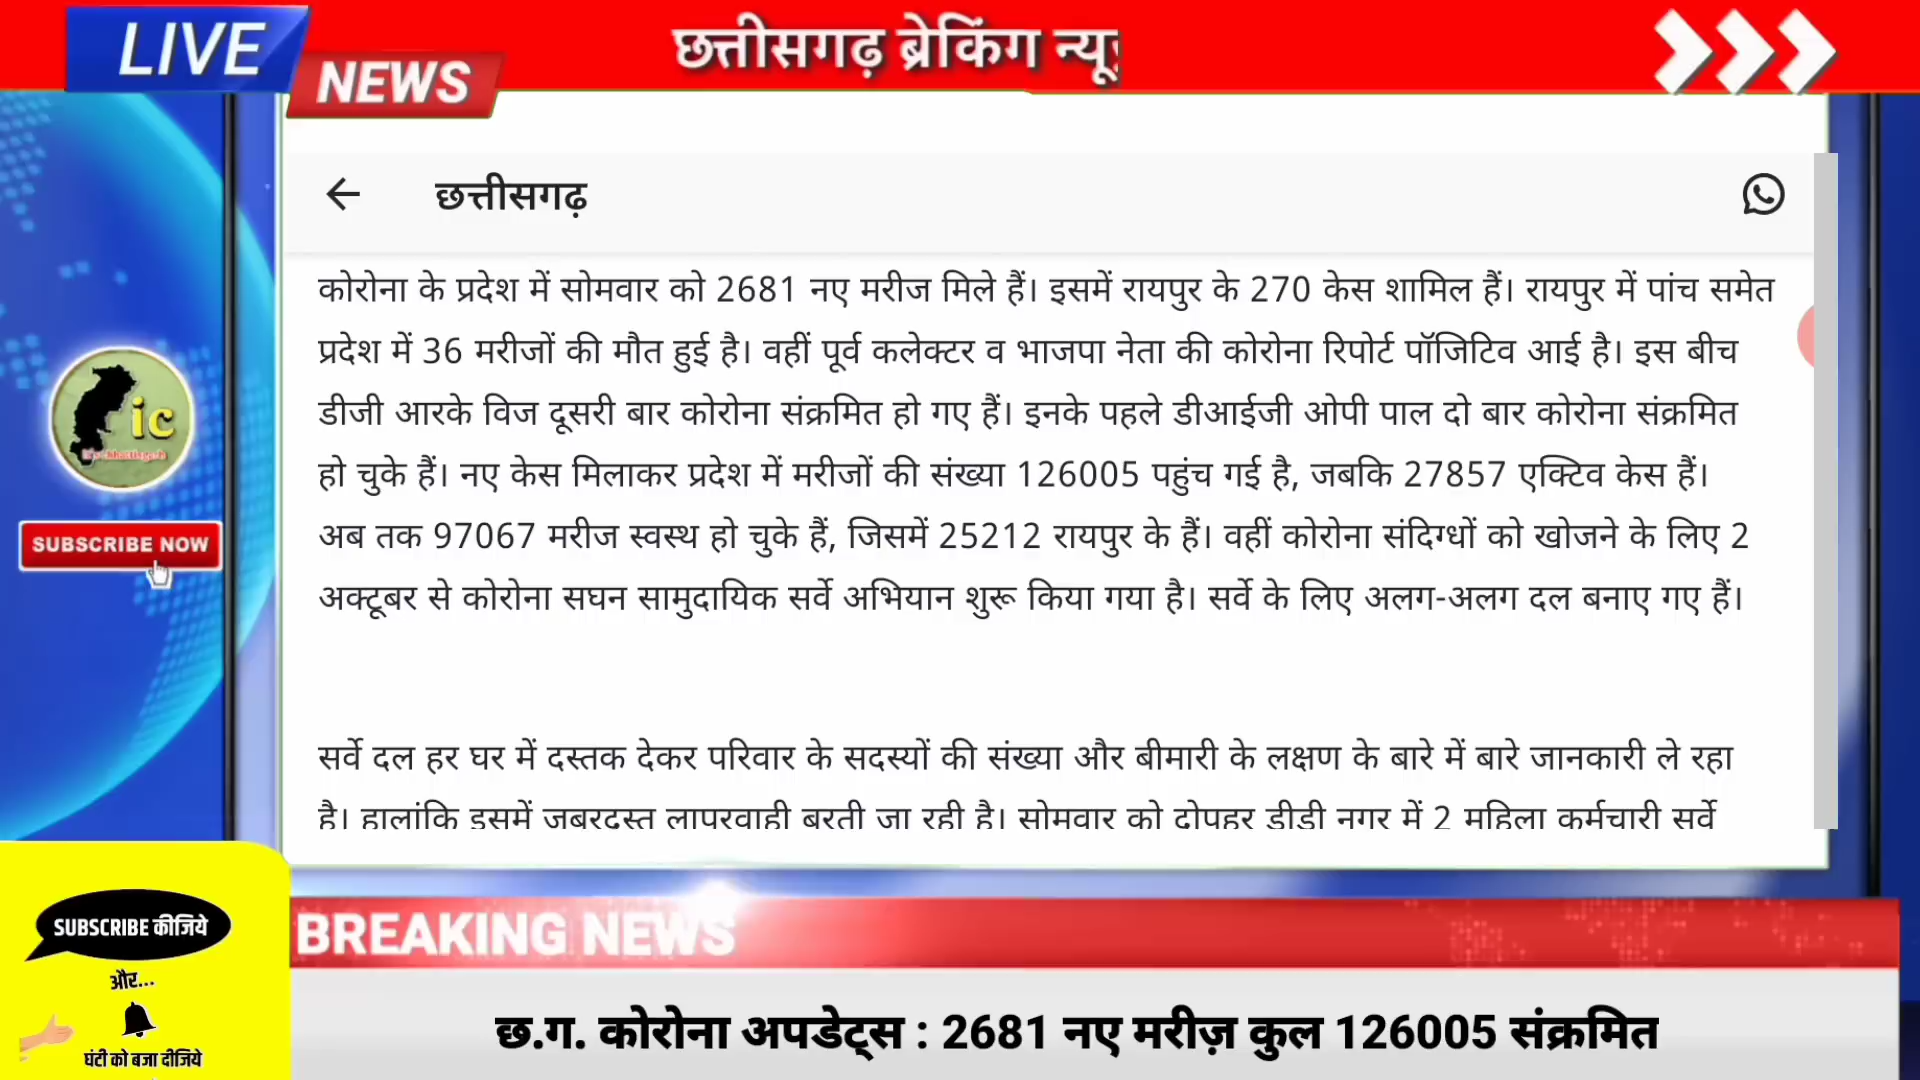 LIVE
NEWS
छत्तीसगढ़ ब्रेकिंग
छत्तीसगढ़
कोरोना के प्रदेश में सोमवार को 2681 नए मरीज मिले हैं। इसमें रायपुर के 270 केस शामिल हैं। रायपुर में पांच समेत
प्रदेश में 36 मरीजों की मौत हुई है। वहीं पूर्व कलेक्टर व भाजपा नेता की कोरोना रिपोर्ट पॉजिटिव आई है। इस बीच
डीजी आरके विज दूसरी बार कोरोना संक्रमित हो गए हैं। इनके पहले डीआईजी ओपी पाल दो बार कोरोना संक्रमित
हो चुके हैं। नए केस मिलाकर प्रदेश में मरीजों की संख्या 126005 पहुंच गई है, जबकि 27857 एक्टिव केस हैं।
अब तक 97067 मरीज स्वस्थ हो चुके हैं, जिसमें 25212 रायपुर के हैं। वहीं कोरोना संदिग्धों को खोजने के लिए 2
अक्टूबर से कोरोना सघन सामुदायिक सर्वे अभियान शुरू किया गया है। सर्वे के लिए अलग-अलग दल बनाए गए हैं।
सर्वे दल हर घर में दस्तक देकर परिवार के सदस्यों की संख्या और बीमारी के लक्षण के बारे में बारे जानकारी ले रहा
है। हालांकि इसमें जबरदस्त लापरवाही बरती जा रही है। सोमवार को दोपहर डीडी नगर में 2 महिला कर्मचारी सर्वे
ic
SUBSCRIBE NOW
SUBSCRIBE कीजिये
और...
घंटी को बजा दीजिये
BREAKING NEWS
छ.ग. कोरोना अपडेट्स : 2681 नए मरीज़ कुल 126005 संक्रमित